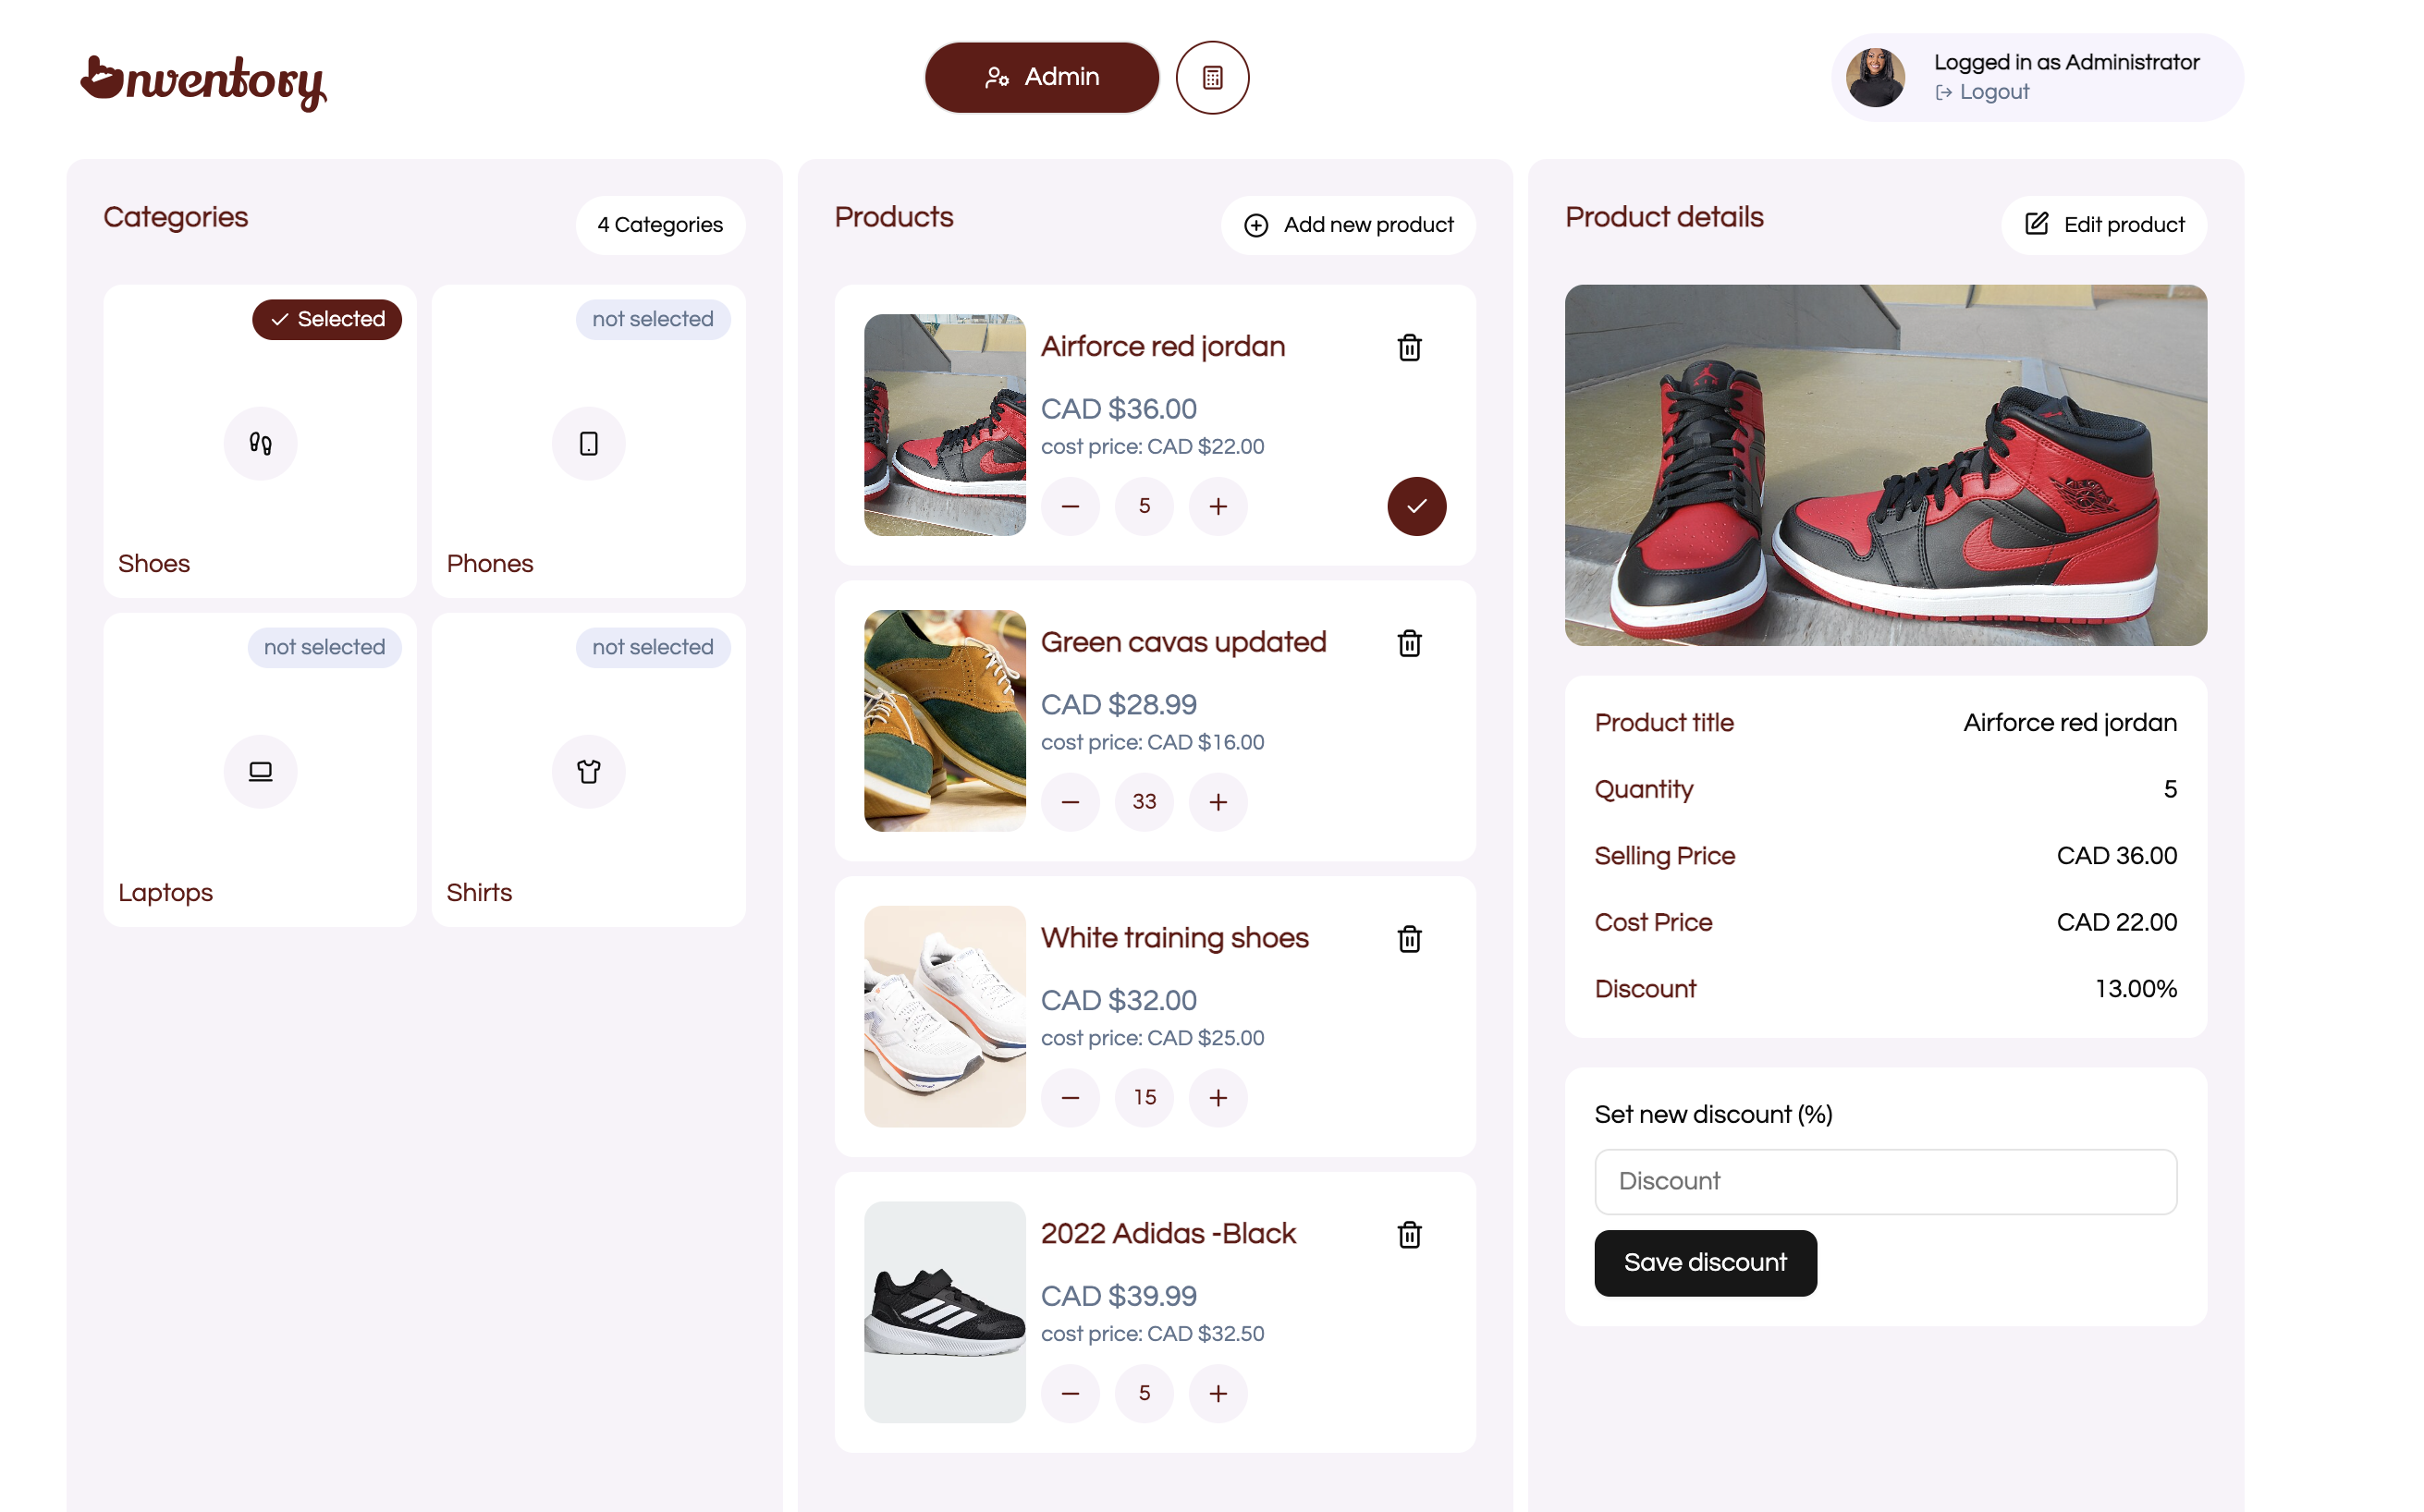 Inventory
Admin
Logged in as Administrator
Logout
Categories
4 Categories
Selected
not selected
Shoes
Phones
not selected
not selected
Laptops
Shirts
Products
Add new product
Airforce red jordan
CAD $36.00
cost price: CAD $22.00
5
Green cavas updated
CAD $28.99
cost price: CAD $16.00
33
White training shoes
CAD $32.00
cost price: CAD $25.00
15
2022 Adidas -Black
CAD $39.99
cost price: CAD $32.50
5
Product details
Edit product
Product title Airforce red jordan
Quantity 5
Selling Price CAD 36.00
Cost Price CAD 22.00
Discount 13.00%
Set new discount (%)
Discount
Save discount